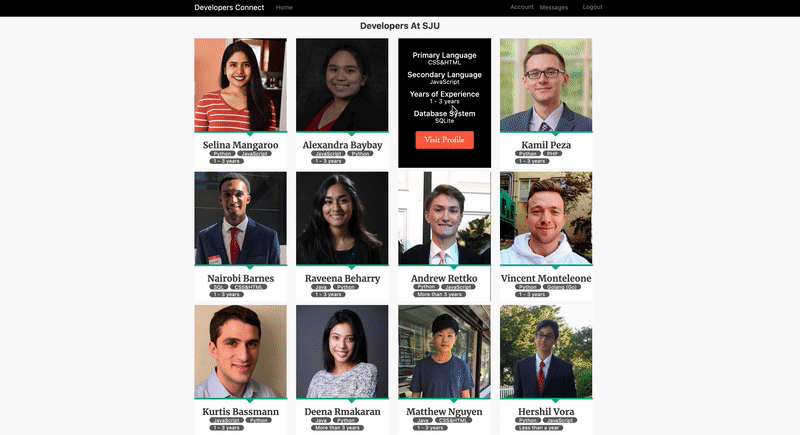 Developers Connect Home Account Messages Logout
Developers At SJU
Primary Language
CSS&HTML
Secondary Language
JavaScript
Years of Experience
1 - 3 years
Database System
SQLite
Visit Profile
Selina Mangaroo
Python JavaScript
1 - 3 years
Alexandra Baybay
JavaScript Python
1 - 3 years
Kamil Peza
Python PHP
1 - 3 years
Nairobi Barnes
SQL CSS&HTML
1 - 3 years
Raveena Beharry
Java Python
1 - 3 years
Andrew Rettko
Python JavaScript
More than 3 years
Vincent Monteleone
Python Golang (Go)
1 - 3 years
Kurtis Bassmann
JavaScript Python
1 - 3 years
Deena Rmakaran
Java Python
More than 3 years
Matthew Nguyen
Java CSS&HTML
1 - 3 years
Hershil Vora
Python JavaScript
Less than a year